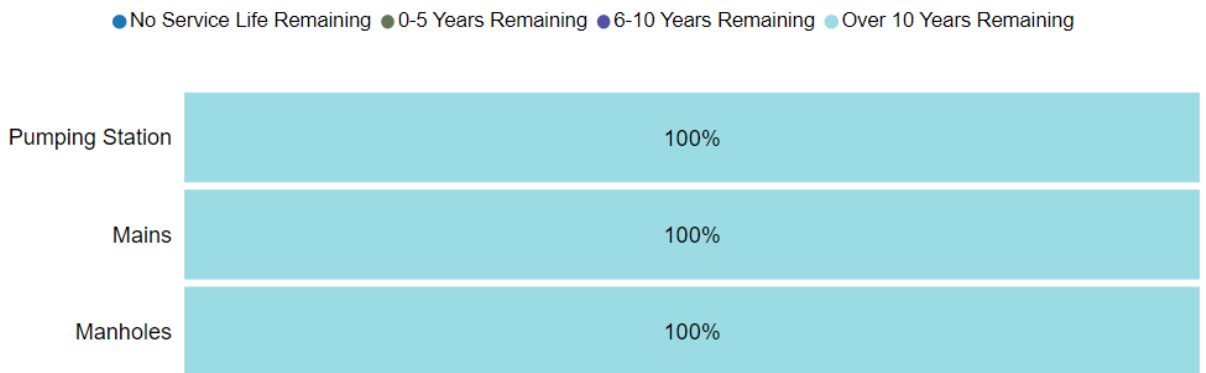 No Service Life Remaining 0-5 Years Remaining 6-10 Years Remaining Over 10 Years Remaining
Pumping Station 100%
Mains 100%
Manholes 100%